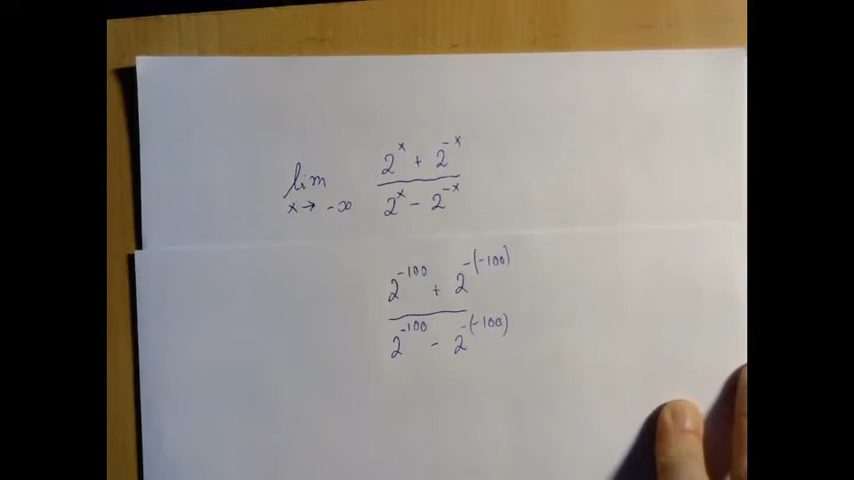 lim 2^x + 2^-x / 2^x - 2^-x
x → -∞
2^-100 + 2^-(-100) / 2^-100 - 2^-(-100)